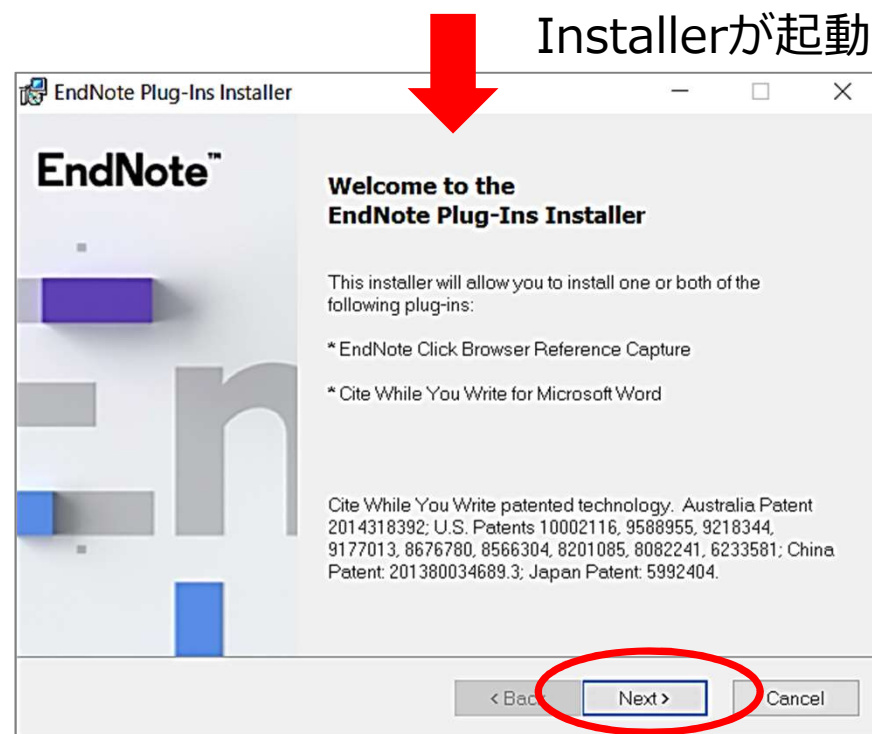 Installerが起動
EndNote Plug-Ins Installer
EndNote™
Welcome to the
EndNote Plug-Ins Installer
This installer will allow you to install one or both of the
following plug-ins:
* EndNote Click Browser Reference Capture
* Cite While You Write for Microsoft Word
Cite While You Write patented technology. Australia Patent
2014318392; U.S. Patents 10002116, 9588955, 9218344,
9177013, 8676780, 8566304, 8201085, 8082241, 6233581; China
Patent: 201380034689.3; Japan Patent: 5992404.
< Back
Next >
Cancel